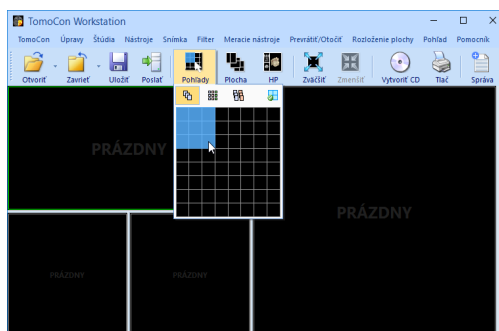 TomoCon Workstation
TomoCon Úpravy Štúdia Nástroje Snímka Filter Meracie nástroje Prevrátiť/Otočiť Rozloženie plochy Pohľad Pomocník
Otvoriť Zavrieť Uložiť Poslať Pohľady Plocha HP Zväčšiť Zmenšiť Vytvoriť CD Tlač Správa
PRÁZDNY
PRÁZDNY
PRÁZDNY PRÁZDNY